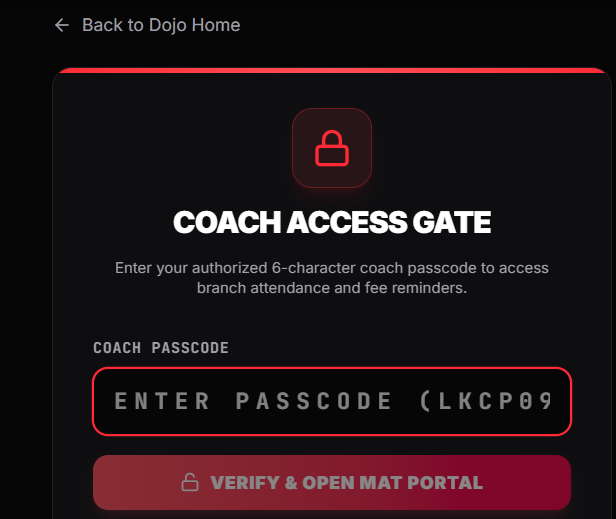 Back to Dojo Home
COACH ACCESS GATE
Enter your authorized 6-character coach passcode to access
branch attendance and fee reminders.
COACH PASSCODE
ENTER PASSCODE (LKCP09
VERIFY & OPEN MAT PORTAL